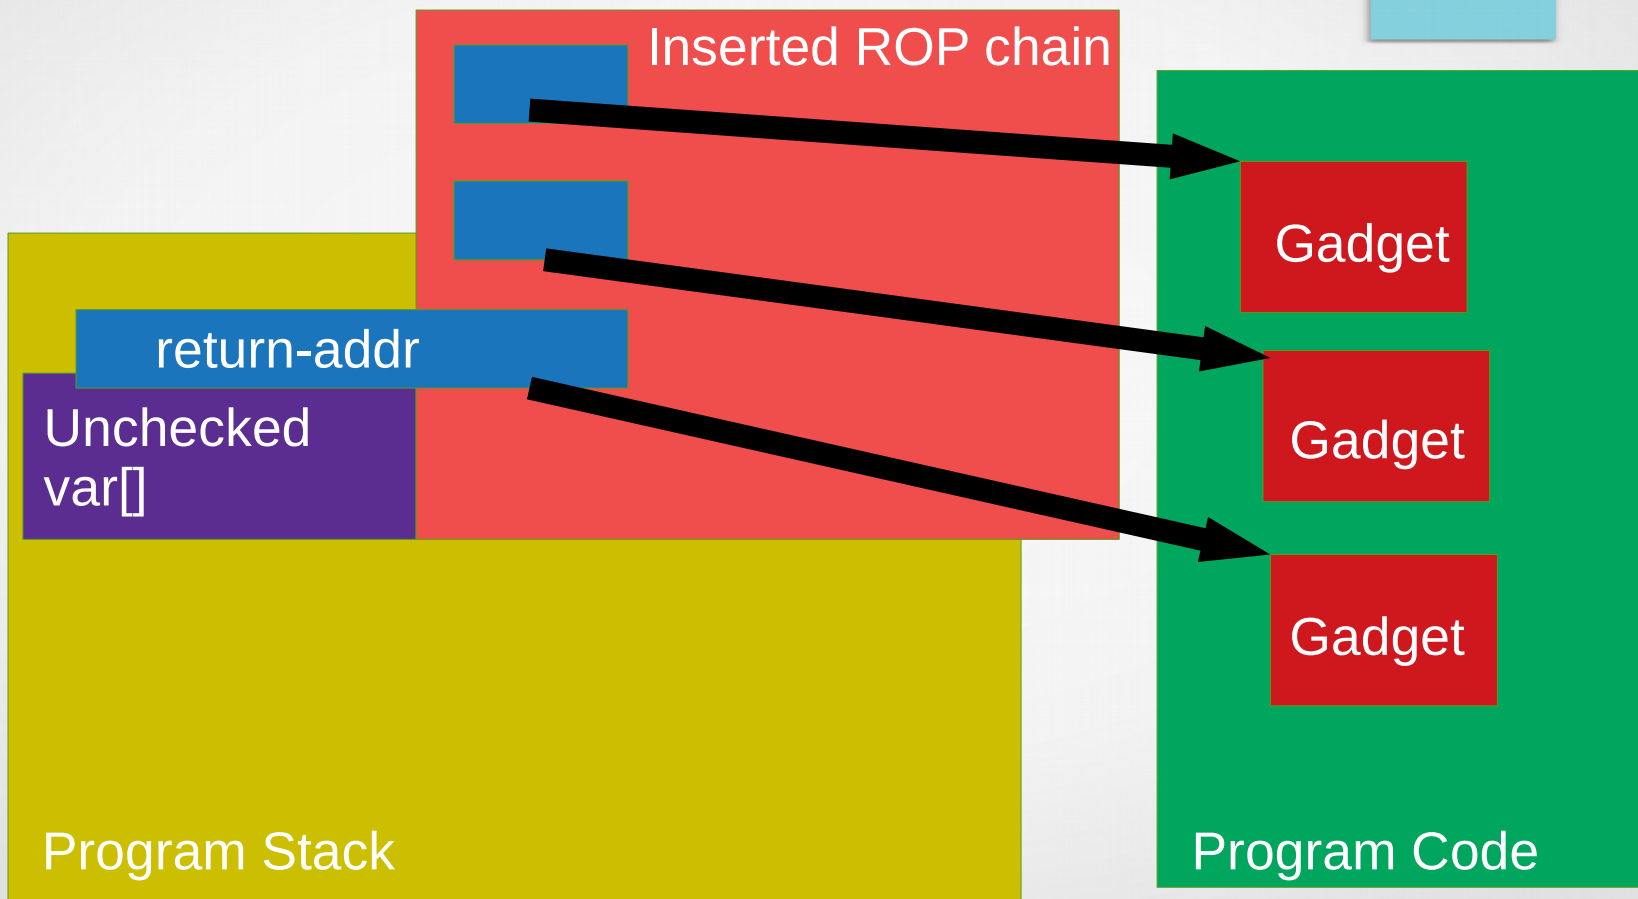 Inserted ROP chain
Gadget
return-addr
Unchecked
var[]
Gadget
Gadget
Program Stack
Program Code